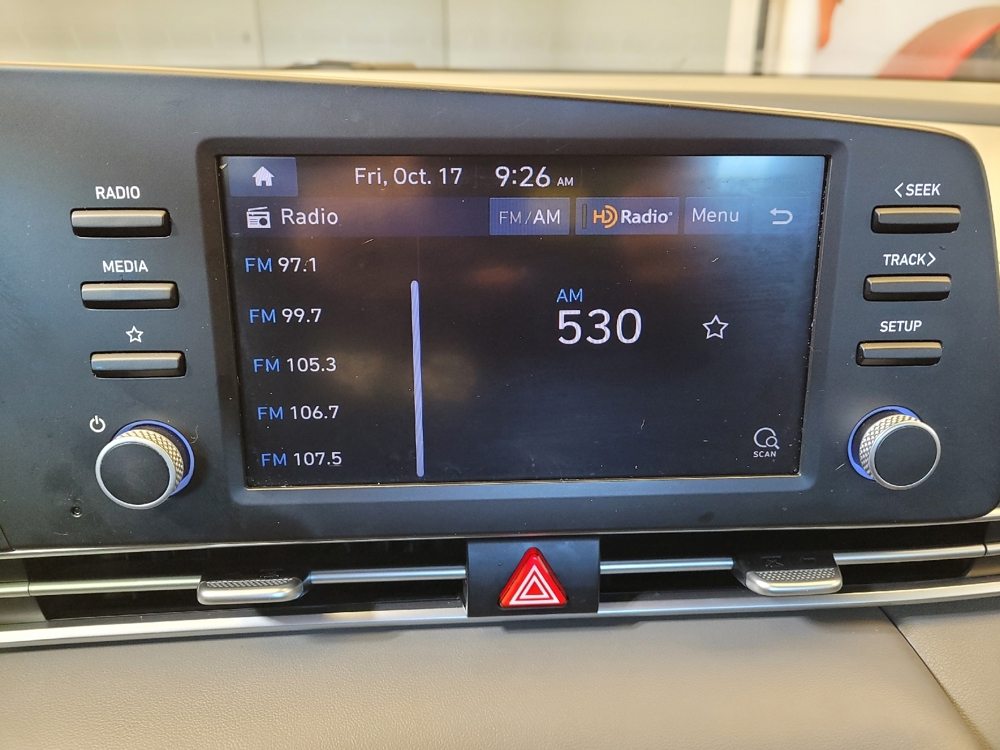 RADIO
MEDIA
Fri, Oct. 17 9:26 AM
Radio FM/AM HD Radio Menu
FM 97.1
FM 99.7
FM 105.3
FM 106.7
FM 107.5
AM
530
SCAN
<SEEK
TRACK>
SETUP